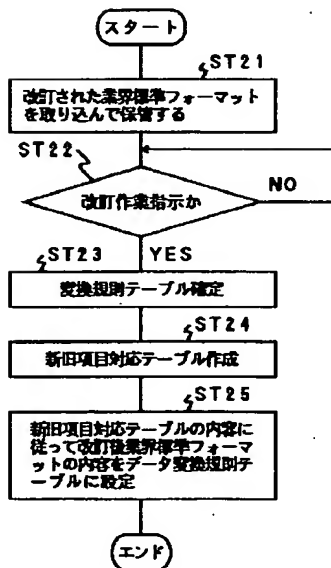 スタート
ST21
改訂された業界標準フォーマット
を取り込んで保管する
ST22
改訂作業指示か
NO
ST23
YES
変換規則テーブル確定
ST24
新旧項目対応テーブル作成
ST25
新旧項目対応テーブルの内容に
従って改訂後業界標準フォーマ
ットの内容をデータ変換規則テ
ーブルに設定
エンド